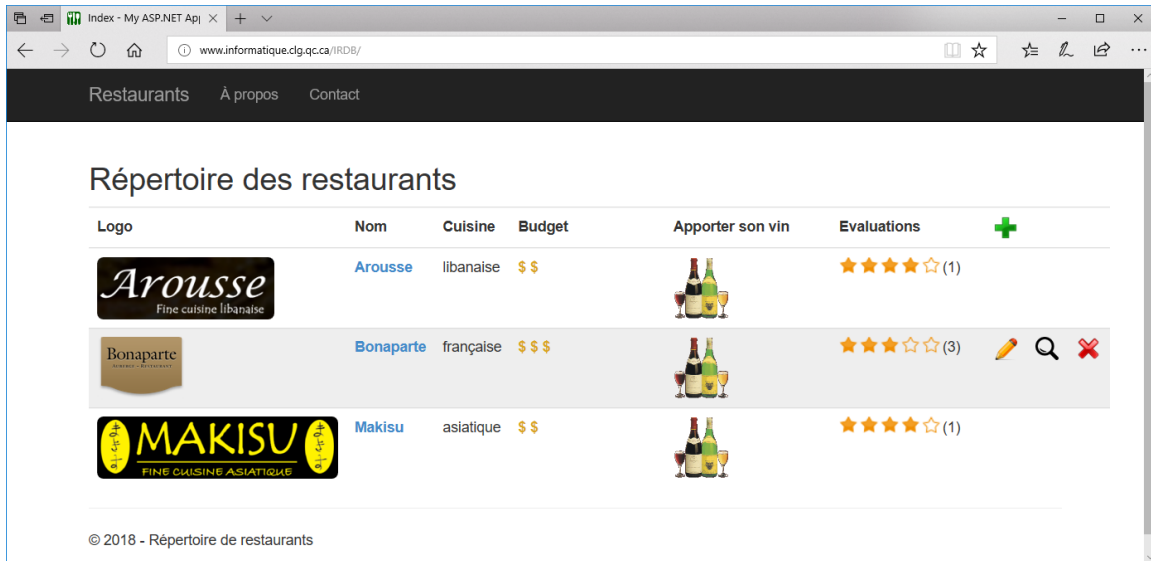 Index - My ASP.NET Ap
www.informatique.clg.qc.ca/IRDB/
Restaurants À propos Contact
Répertoire des restaurants
Logo Nom Cuisine Budget Apporter son vin Evaluations
Arousse
Fine cuisine libanaise
Arousse libanaise $ $ (1)
Bonaparte
Auberge - Restaurant
Bonaparte française $ $ $ (3)
MAKISU
FINE CUISINE ASIATIQUE
Makisu asiatique $ $ (1)
© 2018 - Répertoire de restaurants